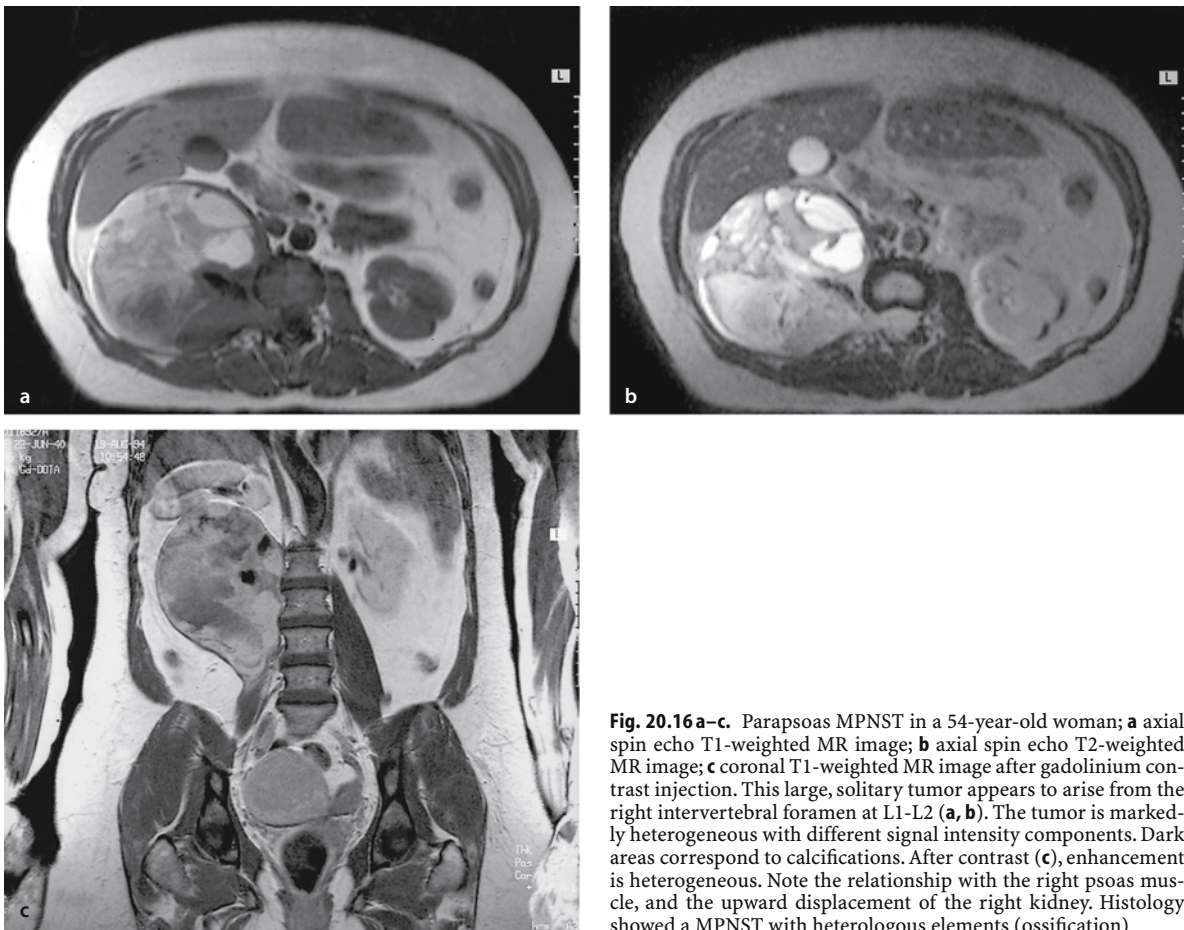 L
L
a
b
22-JUN-40
19-AUG-94
10:54:48
Gd-DOTA
L
c
Fig. 20.16 a–c. Parapsoas MPNST in a 54-year-old woman; a axial
spin echo T1-weighted MR image; b axial spin echo T2-weighted
MR image; c coronal T1-weighted MR image after gadolinium con-
trast injection. This large, solitary tumor appears to arise from the
right intervertebral foramen at L1-L2 (a, b). The tumor is marked-
ly heterogeneous with different signal intensity components. Dark
areas correspond to calcifications. After contrast (c), enhancement
is heterogeneous. Note the relationship with the right psoas mus-
cle, and the upward displacement of the right kidney. Histology
showed a MPNST with heterologous elements (ossification)